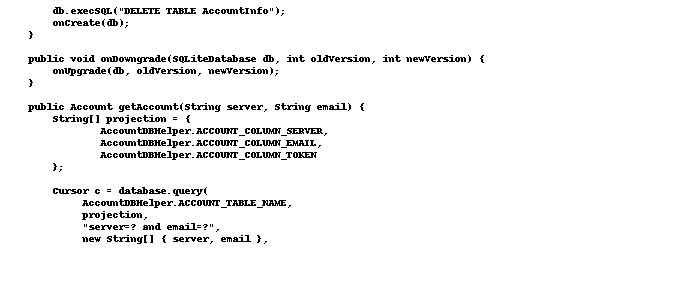 db.execSQL("DELETE TABLE AccountInfo");
onCreate(db);
}
public void onDowngrade(SQLiteDatabase db, int oldVersion, int newVersion) {
onUpgrade(db, oldVersion, newVersion);
}
public Account getAccount(String server, String email) {
String[] projection = {
AccountDBHelper.ACCOUNT_COLUMN_SERVER,
AccountDBHelper.ACCOUNT_COLUMN_EMAIL,
AccountDBHelper.ACCOUNT_COLUMN_TOKEN
};
Cursor c = database.query(
AccountDBHelper.ACCOUNT_TABLE_NAME,
projection,
"server=? and email=?",
new String[] { server, email },